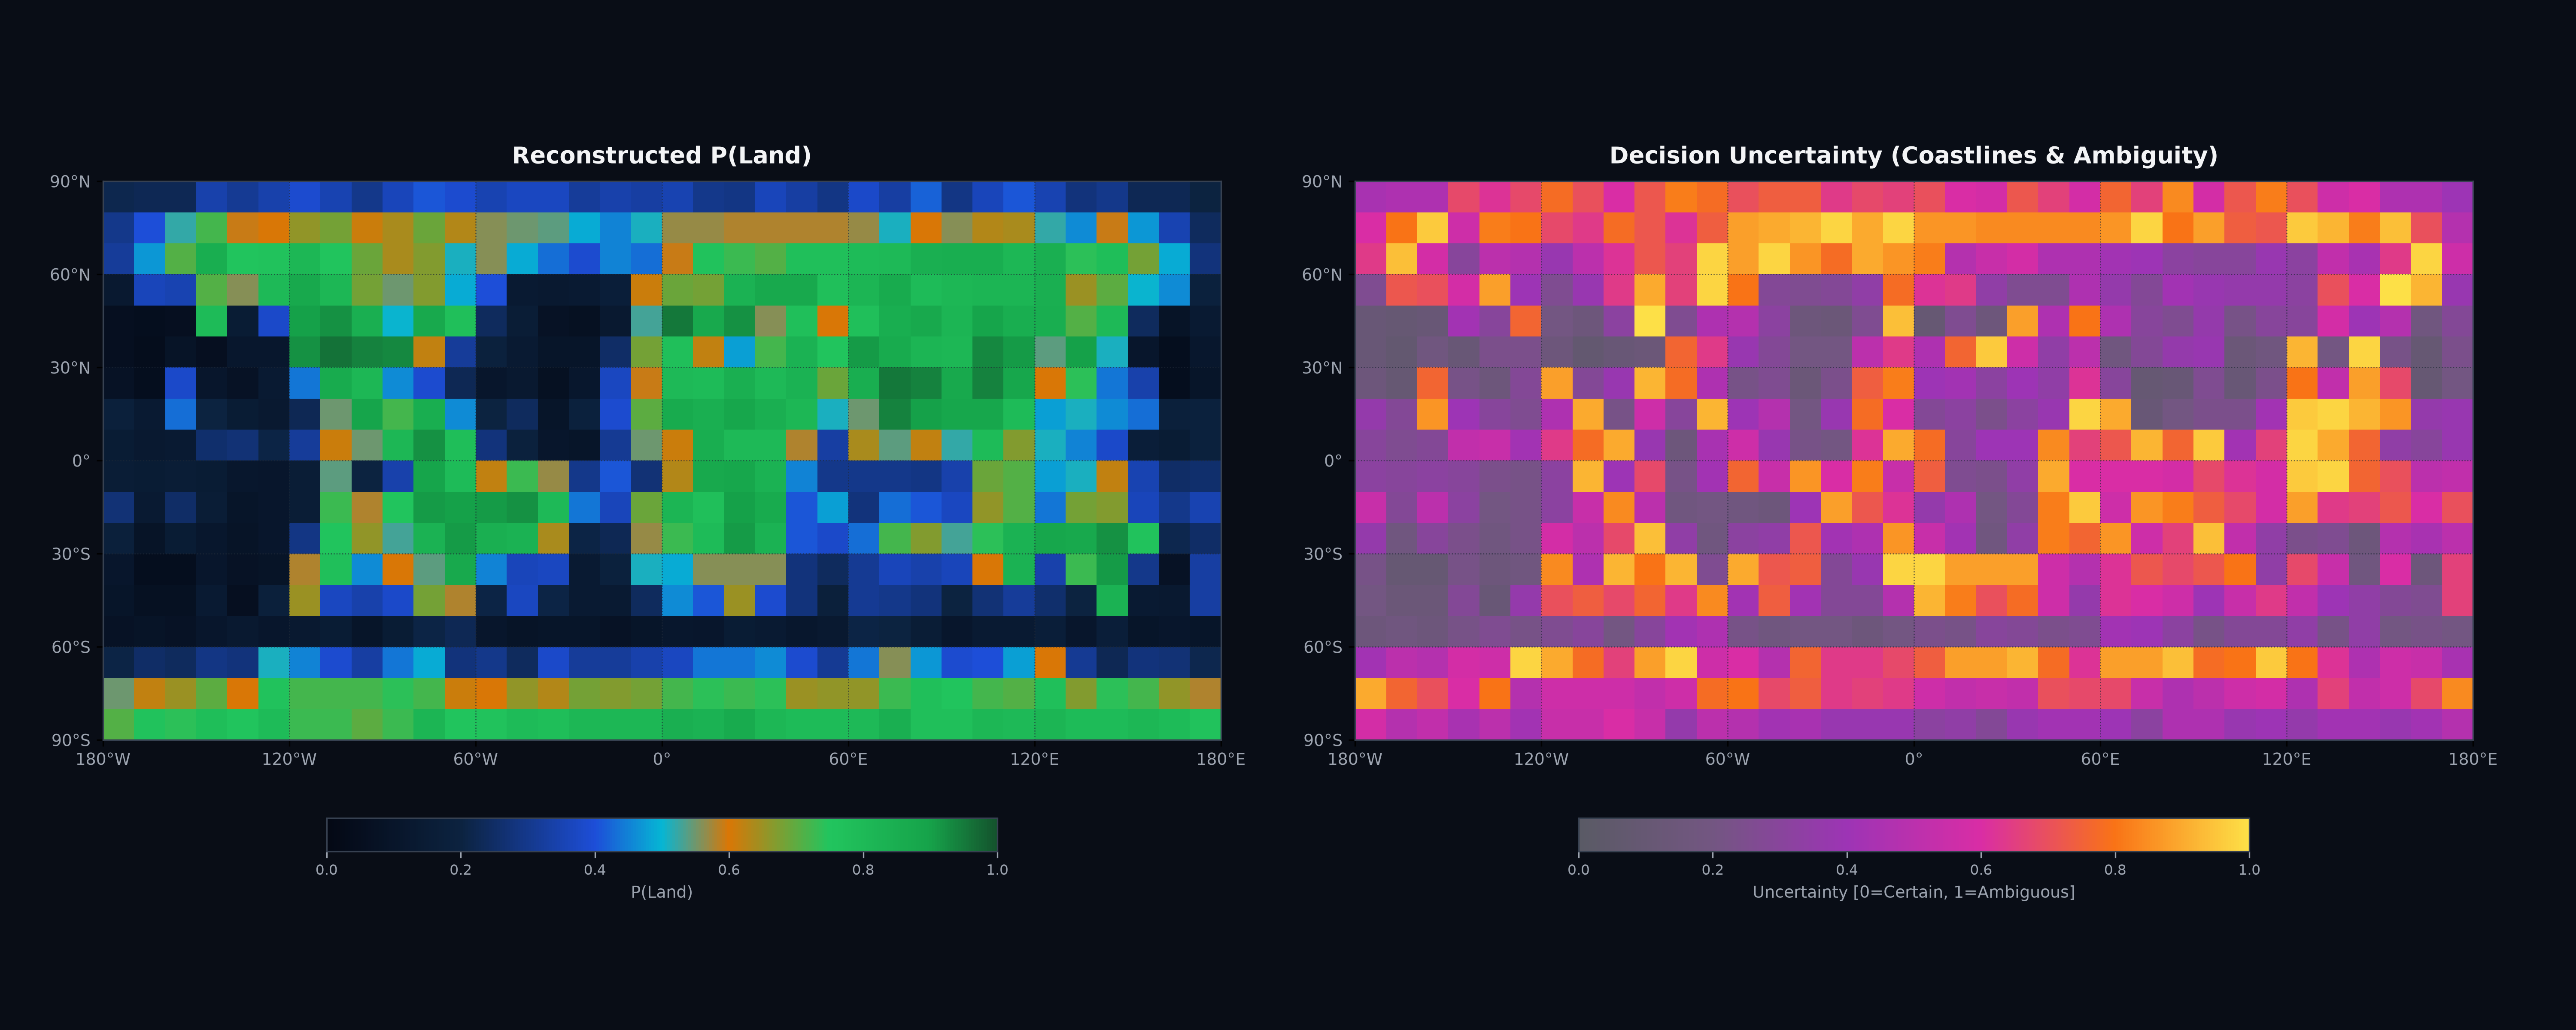 Reconstructed P(Land)
90°N
60°N
30°N
0°
30°S
60°S
90°S
180°W 120°W 60°W 0° 60°E 120°E 180°E
0.0 0.2 0.4 0.6 0.8 1.0
P(Land)
Decision Uncertainty (Coastlines & Ambiguity)
90°N
60°N
30°N
0°
30°S
60°S
90°S
180°W 120°W 60°W 0° 60°E 120°E 180°E
0.0 0.2 0.4 0.6 0.8 1.0
Uncertainty [0=Certain, 1=Ambiguous]